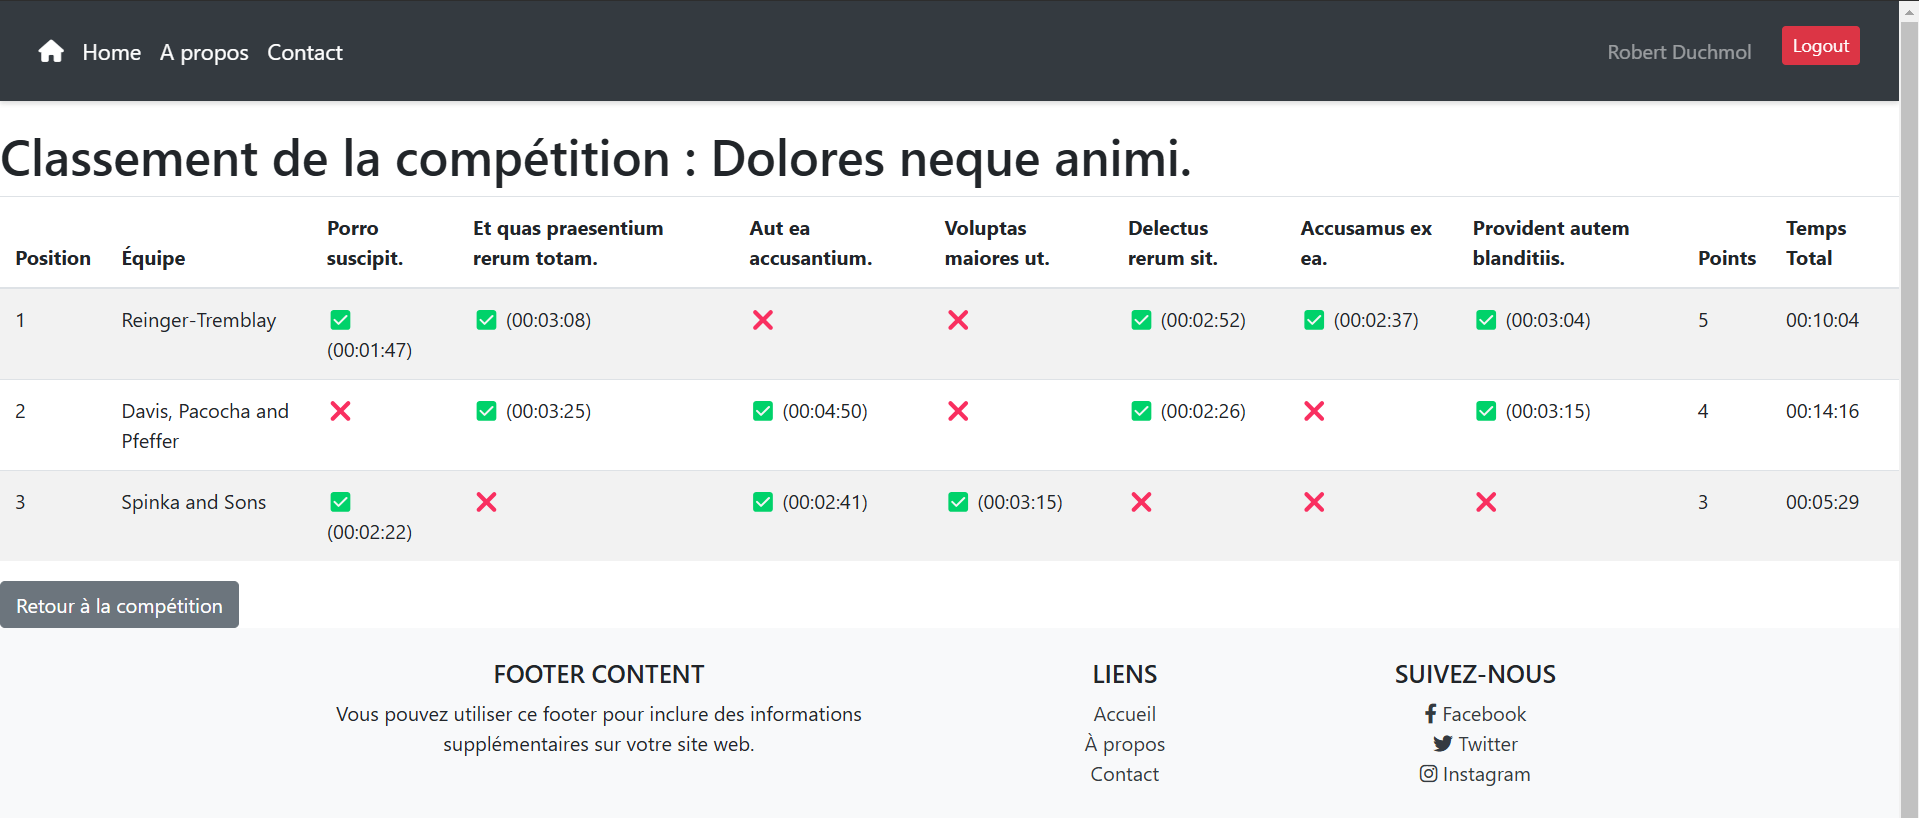 Home A propos Contact Robert Duchmol Logout
Classement de la compétition : Dolores neque animi.
Position Équipe Porro suscipit. Et quas praesentium rerum totam. Aut ea accusantium. Voluptas maiores ut. Delectus rerum sit. Accusamus ex ea. Provident autem blanditiis. Points Temps Total
1 Reinger-Tremblay (00:01:47) (00:03:08) (00:02:52) (00:02:37) (00:03:04) 5 00:10:04
2 Davis, Pacocha and Pfeffer (00:03:25) (00:04:50) (00:02:26) (00:03:15) 4 00:14:16
3 Spinka and Sons (00:02:22) (00:02:41) (00:03:15) 3 00:05:29
Retour à la compétition
FOOTER CONTENT
Vous pouvez utiliser ce footer pour inclure des informations
supplémentaires sur votre site web.
LIENS
Accueil
À propos
Contact
SUIVEZ-NOUS
Facebook
Twitter
Instagram